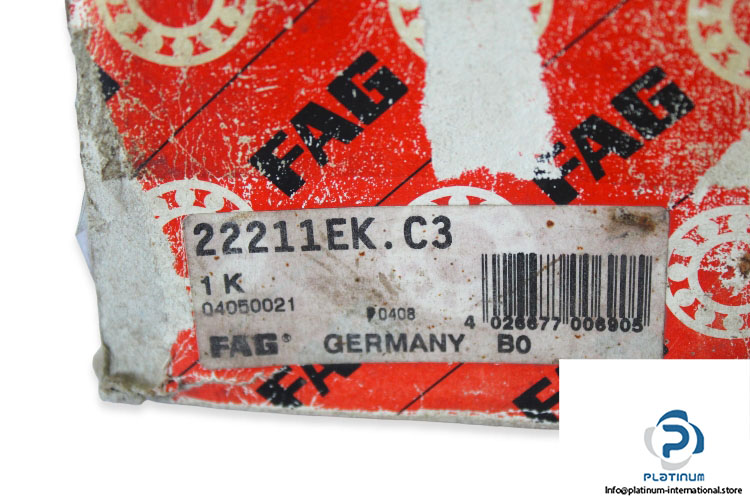 FAG
FAG
22211EK.C3
1 K
04050021
P0408
4 026677 006905
FAG® GERMANY B0
FAG
PLATINUM
Info@platinum-international.store